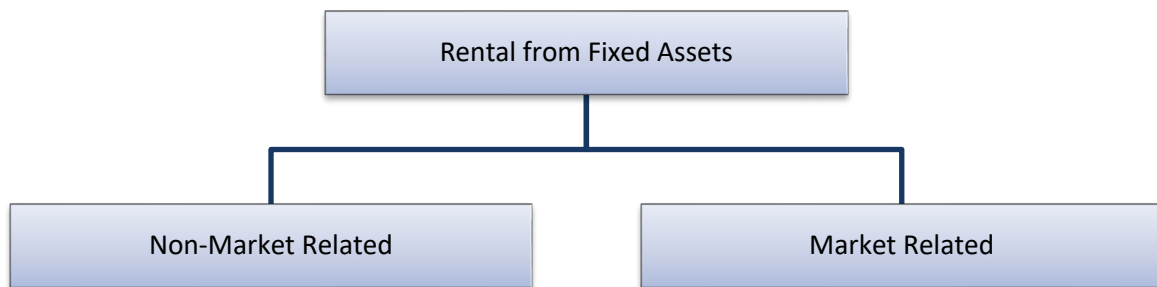 Rental from Fixed Assets
Non-Market Related
Market Related